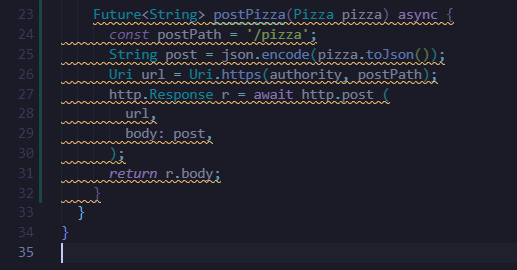 23 Future<String> postPizza(Pizza pizza) async {
24 const postPath = '/pizza';
25 String post = json.encode(pizza.toJson());
26 Uri url = Uri.https(authority, postPath);
27 http.Response r = await http.post (
28 url,
29 body: post,
30 );
31 return r.body;
32 }
33 }
34 }
35